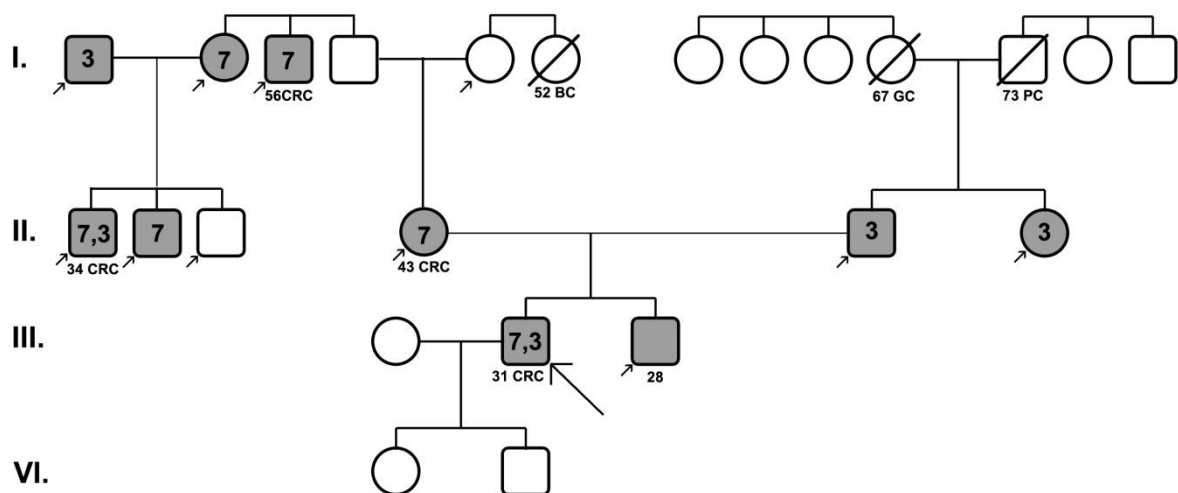 I. 3 7 7
56CRC 52 BC 67 GC 73 PC
II. 7,3 7 7 3 3
34 CRC 43 CRC
III. 7,3
31 CRC 28
VI.